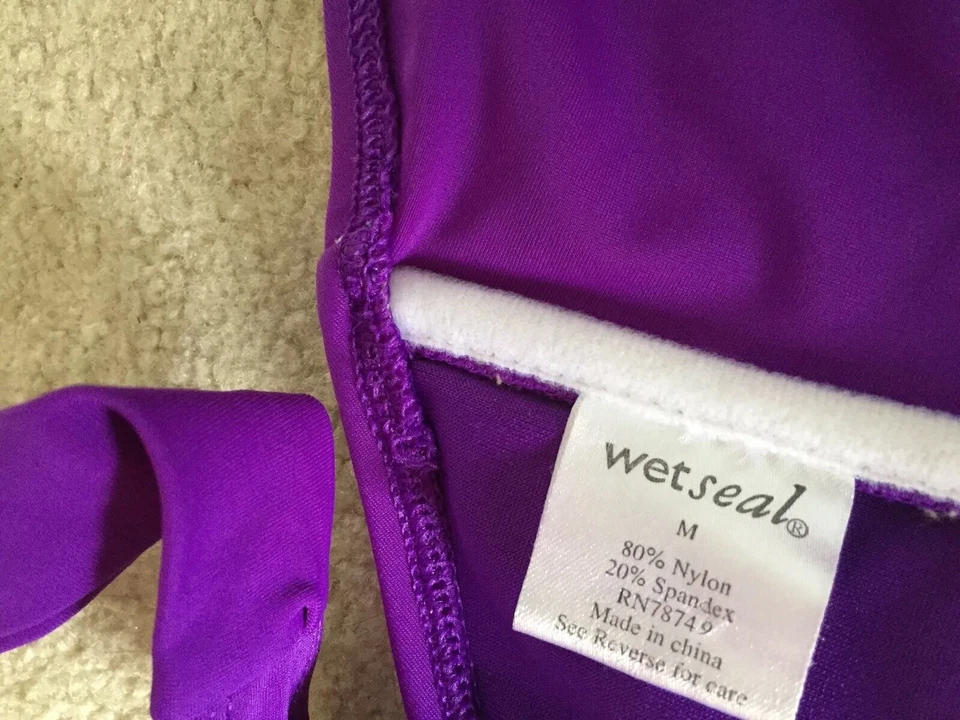 wetseal®
M
80% Nylon
20% Spandex
RN78749
Made in china
See Reverse for care